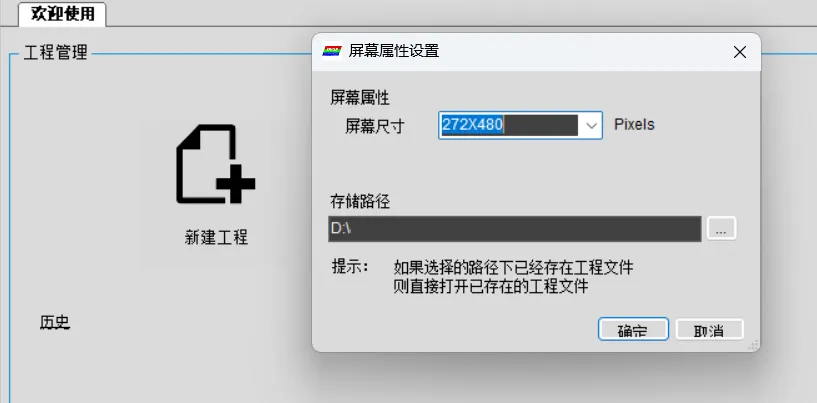 欢迎使用
工程管理
新建工程
历史
屏幕属性设置
屏幕属性
屏幕尺寸 272X480 Pixels
存储路径
D:\ ...
提示： 如果选择的路径下已经存在工程文件
则直接打开已存在的工程文件
确定 取消